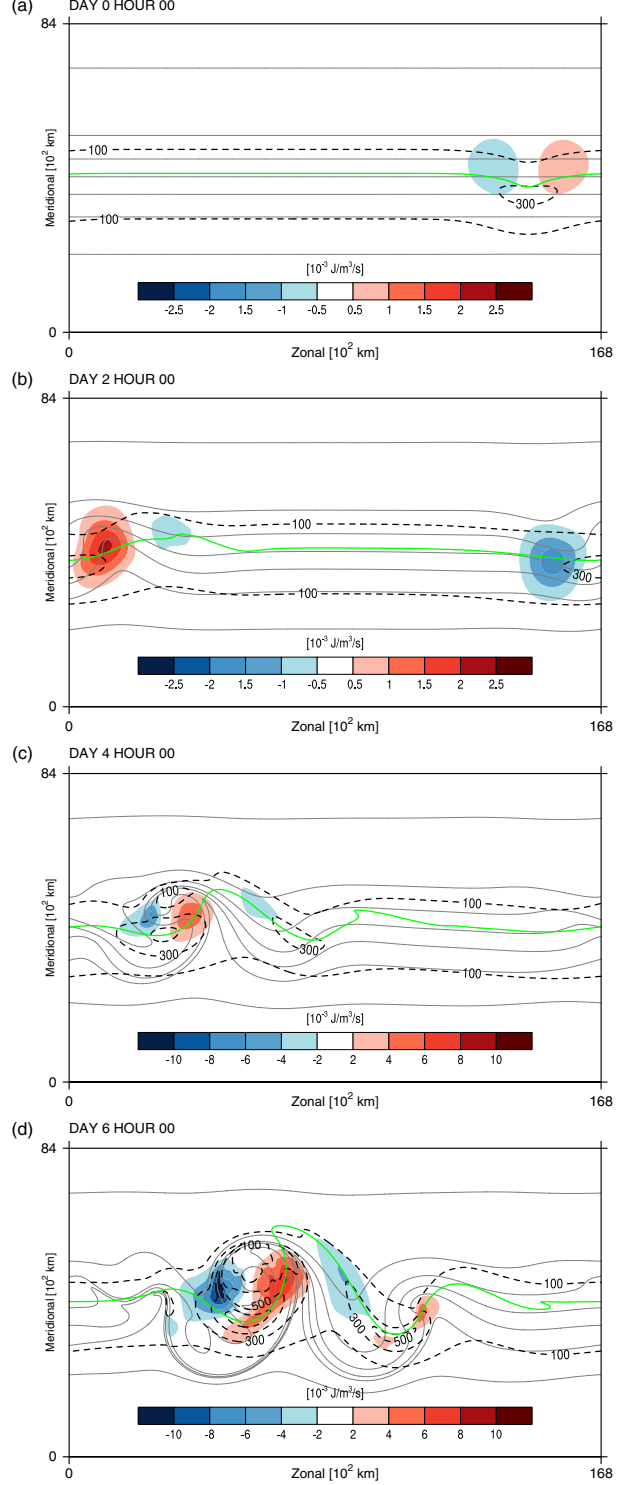 (a) DAY 0 HOUR 00
84
Meridional [10² km]
100
300
100
[10⁻³ J/m³/s]
-2.5 -2 1.5 -1 -0.5 0.5 1 1.5 2 2.5
0
0 Zonal [10² km] 168
(b) DAY 2 HOUR 00
84
Meridional [10² km]
100
300
100
[10⁻³ J/m³/s]
-2.5 -2 1.5 -1 -0.5 0.5 1 1.5 2 2.5
0
0 Zonal [10² km] 168
(c) DAY 4 HOUR 00
84
Meridional [10² km]
100
100
300
300
100
[10⁻³ J/m³/s]
-10 -8 -6 -4 -2 2 4 6 8 10
0
0 Zonal [10² km] 168
(d) DAY 6 HOUR 00
84
Meridional [10² km]
100
100
500
300
300
500
100
[10⁻³ J/m³/s]
-10 -8 -6 -4 -2 2 4 6 8 10
0
0 Zonal [10² km] 168